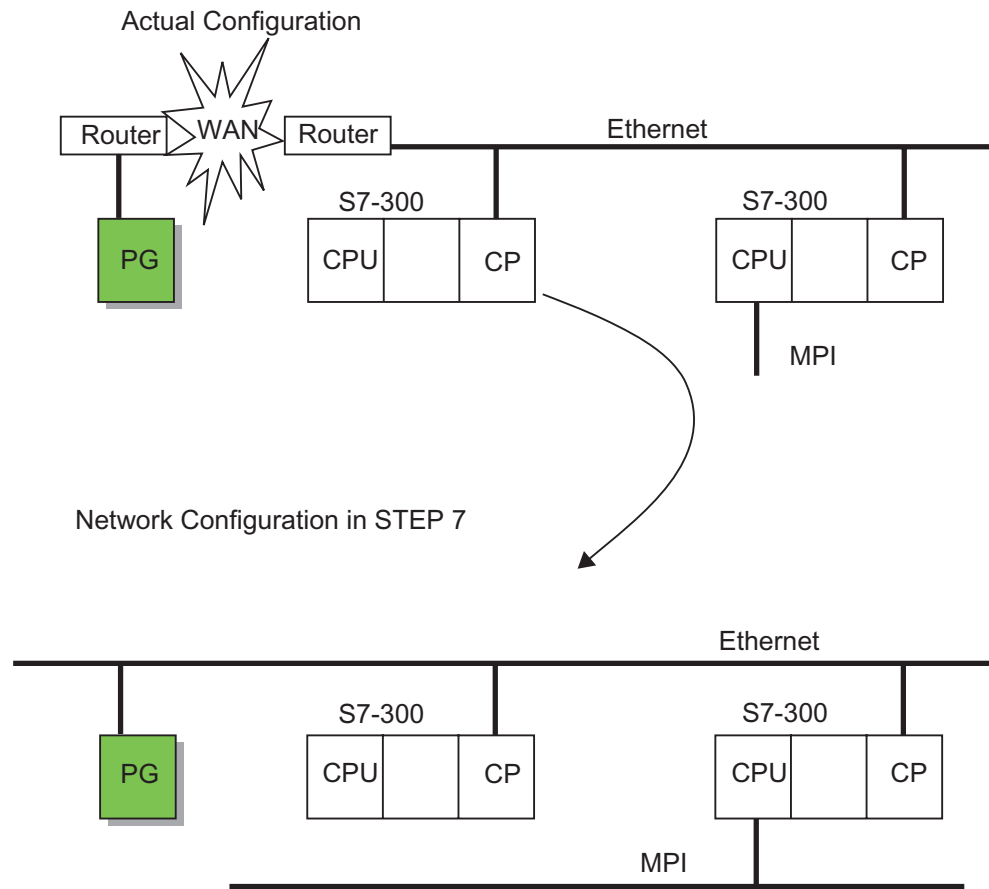 Actual Configuration
Router
WAN
Router
Ethernet
S7-300
S7-300
PG
CPU
CP
CPU
CP
MPI
Network Configuration in STEP 7
Ethernet
S7-300
S7-300
PG
CPU
CP
CPU
CP
MPI